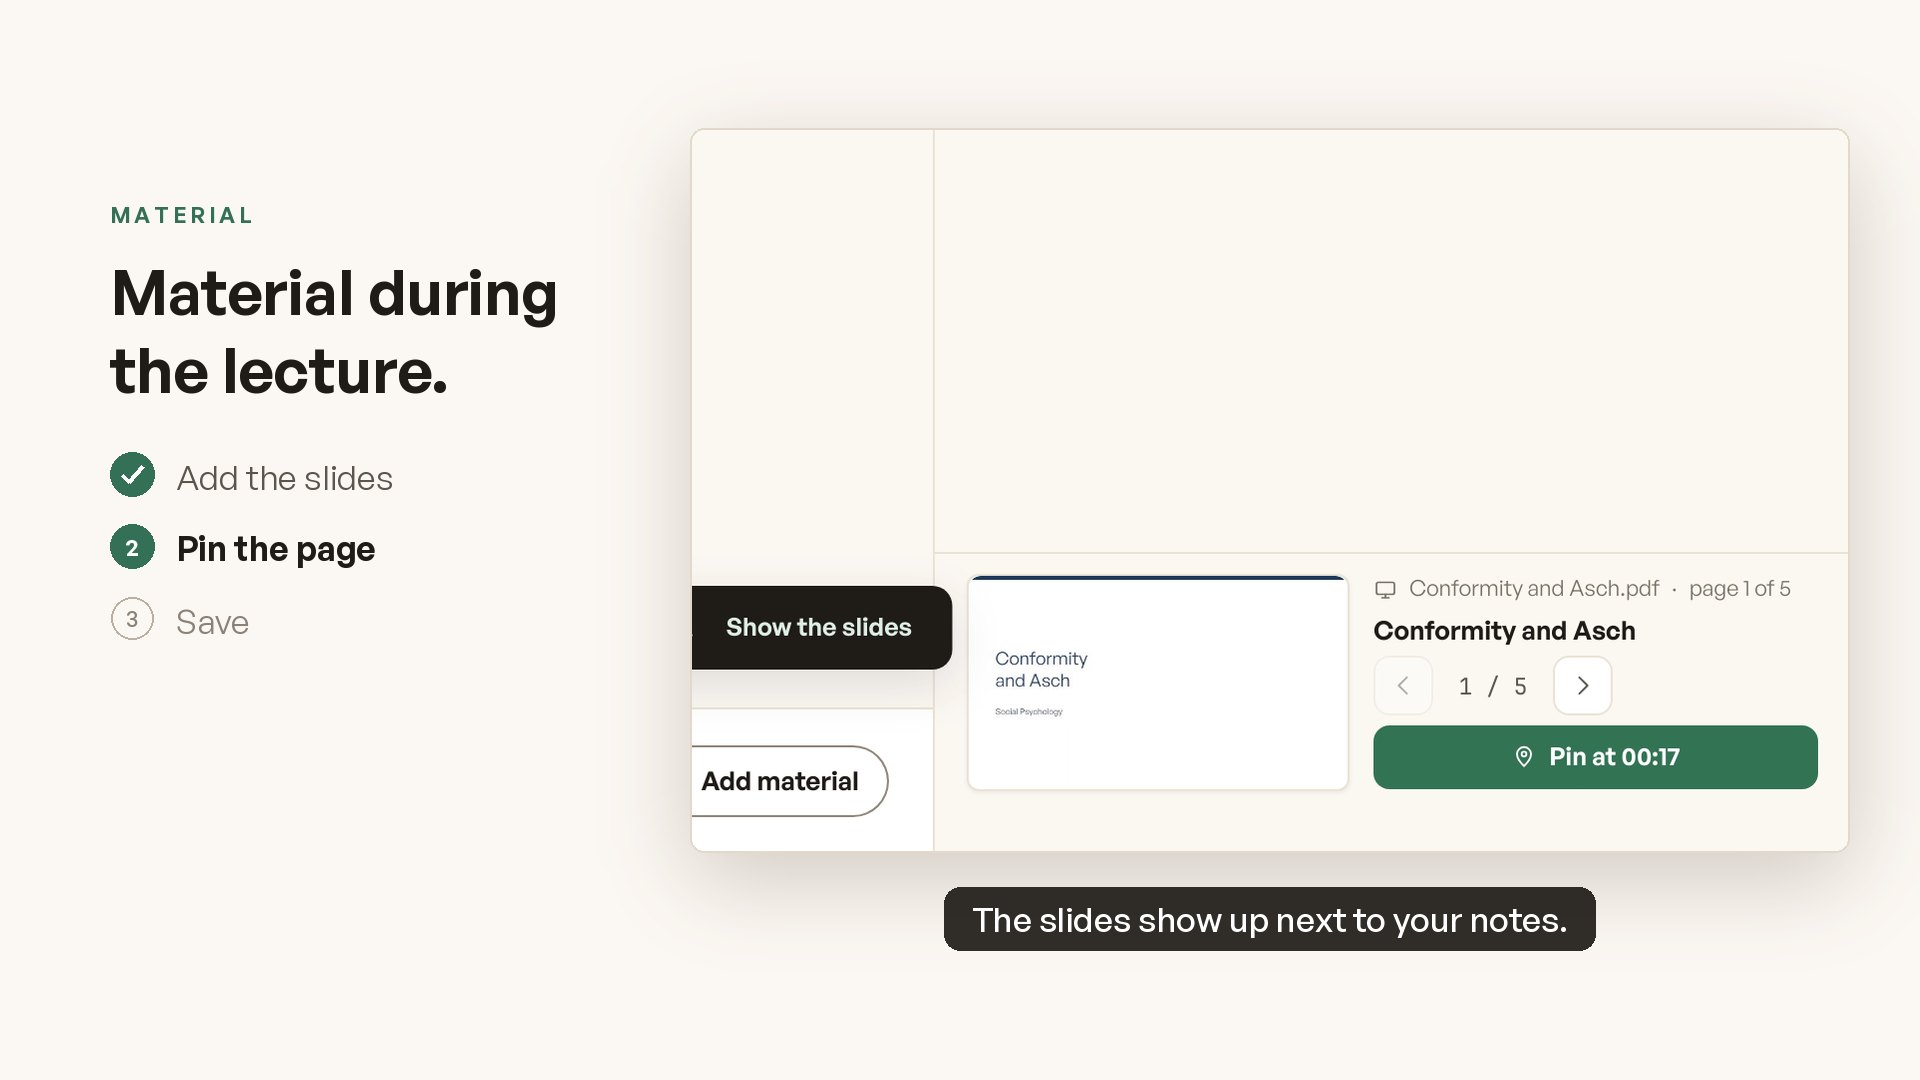 MATERIAL
Material during
the lecture.
Add the slides
2 Pin the page
3 Save
Show the slides
Add material
Conformity
and Asch
Social Psychology
Conformity and Asch.pdf · page 1 of 5
Conformity and Asch
1 / 5
Pin at 00:17
The slides show up next to your notes.